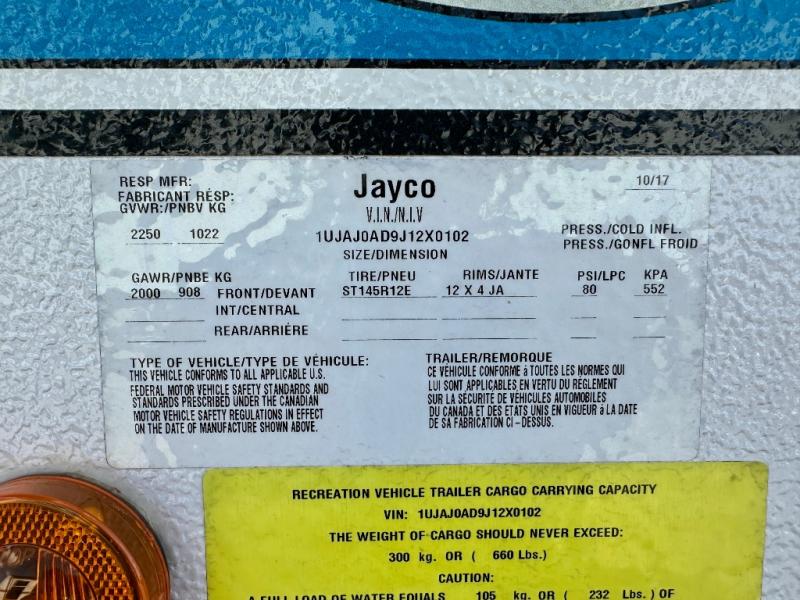 RESP MFR: Jayco 10/17
FABRICANT RÉSP:
GVWR:/PNBV KG V.I.N./N.I.V
2250 1022 1UJAJ0AD9J12X0102 PRESS./COLD INFL.
SIZE/DIMENSION PRESS./GONFL FROID
GAWR/PNBE KG TIRE/PNEU RIMS/JANTE PSI/LPC KPA
2000 908 FRONT/DEVANT ST145R12E 12 X 4 JA 80 552
INT/CENTRAL
REAR/ARRIÉRE
TYPE OF VEHICLE/TYPE DE VÉHICULE:
THIS VEHICLE CONFORMS TO ALL APPLICABLE U.S.
FEDERAL MOTOR VEHICLE SAFETY STANDARDS AND
STANDARDS PRESCRIBED UNDER THE CANADIAN
MOTOR VEHICLE SAFETY REGULATIONS IN EFFECT
ON THE DATE OF MANUFACTURE SHOWN ABOVE.
TRAILER/REMORQUE
CE VÉHICULE CONFORME à TOUTES LES NORMES QUI
LUI SONT APPLICABLES EN VERTU DU RÈGLEMENT
SUR LA SÉCURITE DE VÉHICULES AUTOMOBILES
DU CANADA ET DES ÉTATS UNIS EN VIGUEUR à LA DATE
DE SA FABRICATION CI-DESSUS.
RECREATION VEHICLE TRAILER CARGO CARRYING CAPACITY
VIN: 1UJAJ0AD9J12X0102
THE WEIGHT OF CARGO SHOULD NEVER EXCEED:
300 kg. OR ( 660 Lbs.)
CAUTION:
A FULL LOAD OF WATER EQUALS 105 kg. OR ( 232 Lbs.) OF